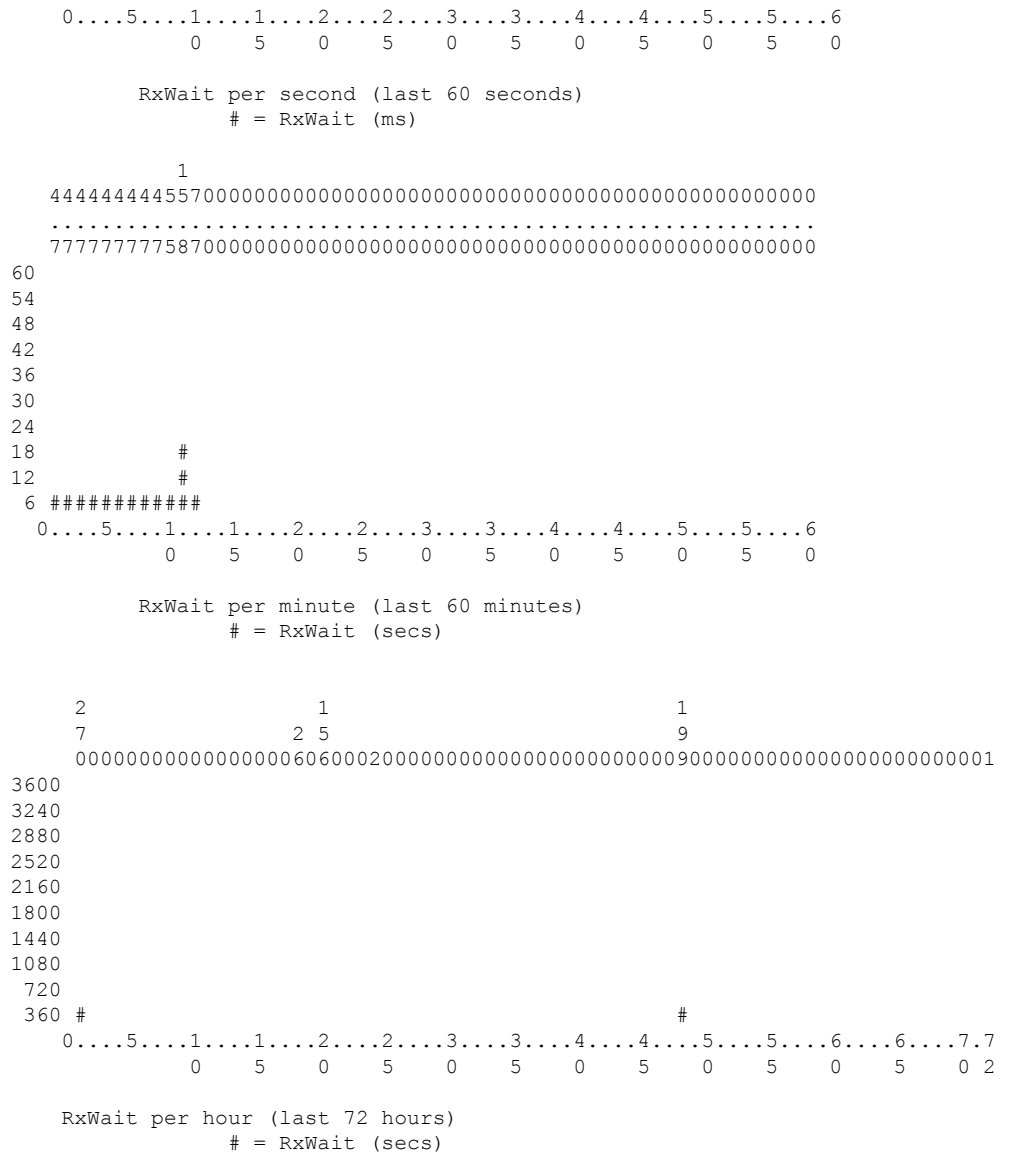 0....5....1....1....2....2....3....3....4....4....5....5....6
0 5 0 5 0 5 0 5 0 5 0
RxWait per second (last 60 seconds)
# = RxWait (ms)
1
444444444557000000000000000000000000000000000000000000000000
............................................................
777777777587000000000000000000000000000000000000000000000000
60
54
48
42
36
30
24
18 #
12 #
6 ############
0....5....1....1....2....2....3....3....4....4....5....5....6
0 5 0 5 0 5 0 5 0 5 0
RxWait per minute (last 60 minutes)
# = RxWait (secs)
2 1 1
7 2 5 9
000000000000000006060002000000000000000000000009000000000000000000000001
3600
3240
2880
2520
2160
1800
1440
1080
720
360 # #
0....5....1....1....2....2....3....3....4....4....5....5....6....6....7.7
0 5 0 5 0 5 0 5 0 5 0 5 0 2
RxWait per hour (last 72 hours)
# = RxWait (secs)